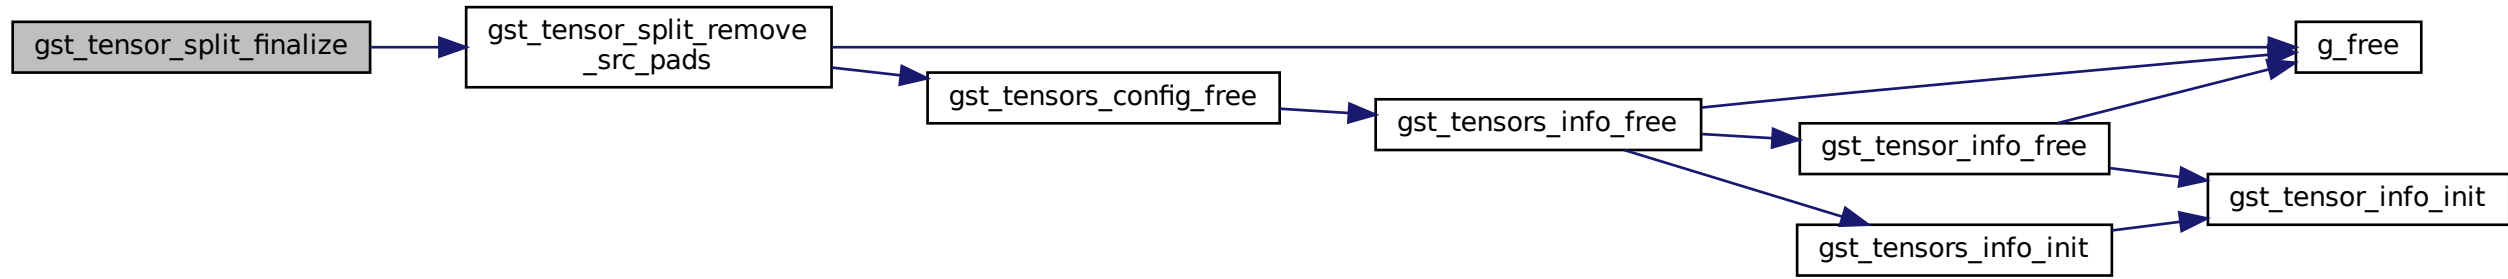 gst_tensor_split_finalize
gst_tensor_split_remove
_src_pads
g_free
gst_tensors_config_free
gst_tensors_info_free
gst_tensor_info_free
gst_tensor_info_init
gst_tensors_info_init